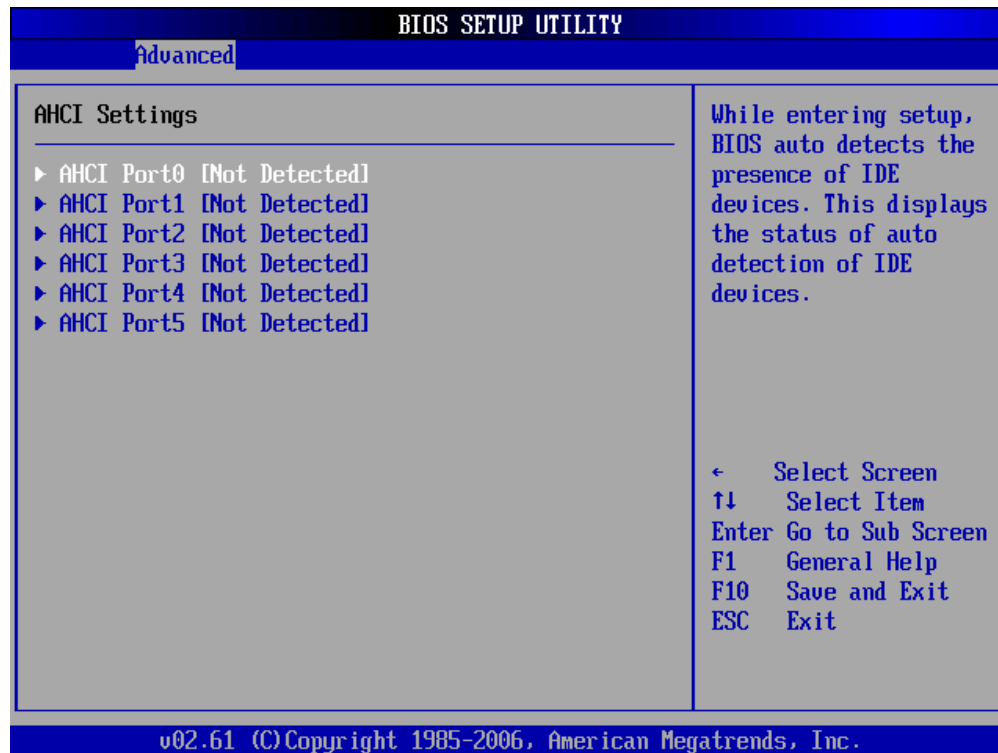 BIOS SETUP UTILITY
Advanced
AHCI Settings
▶ AHCI Port0 [Not Detected]
▶ AHCI Port1 [Not Detected]
▶ AHCI Port2 [Not Detected]
▶ AHCI Port3 [Not Detected]
▶ AHCI Port4 [Not Detected]
▶ AHCI Port5 [Not Detected]
While entering setup,
BIOS auto detects the
presence of IDE
devices. This displays
the status of auto
detection of IDE
devices.
← Select Screen
↑↓ Select Item
Enter Go to Sub Screen
F1 General Help
F10 Save and Exit
ESC Exit
v02.61 (C)Copyright 1985-2006, American Megatrends, Inc.